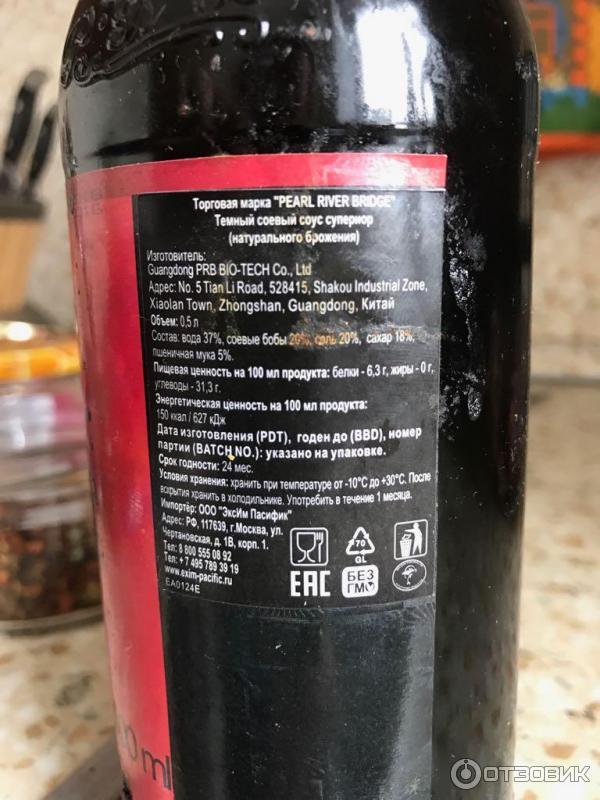 Торговая марка "PEARL RIVER BRIDGE"
Темный соевый соус супериор
(натурального брожения)
Изготовитель:
Guangdong PRB BIO-TECH Co., Ltd
Адрес: No. 5 Tian Li Road, 528415, Shakou Industrial Zone,
Xiaolan Town, Zhongshan, Guangdong, Китай
Объем: 0,5 л
Состав: вода 37%, соевые бобы 20%, соль 20%, сахар 18%,
пшеничная мука 5%.
Пищевая ценность на 100 мл продукта: белки - 6,3 г, жиры - 0 г,
углеводы - 31,3 г.
Энергетическая ценность на 100 мл продукта:
150 ккал / 627 кДж
Дата изготовления (PDT), годен до (BBD), номер
партии (BATCH NO.): указано на упаковке.
Срок годности: 24 мес.
Условия хранения: хранить при температуре от -10°С до +30°С. После
вскрытия хранить в холодильнике. Употребить в течение 1 месяца.
Импортёр: ООО "ЭксИм Пасифик"
Адрес: РФ, 117639, г.Москва, ул.
Чертановская, д. 1В, корп. 1.
Тел: 8 800 555 08 92
Тел: + 7 495 789 39 19
www.exim-pacific.ru
EA0124E
70
GL
EAC
БЕЗ
ГМО
0 ml
ОТЗОВИК